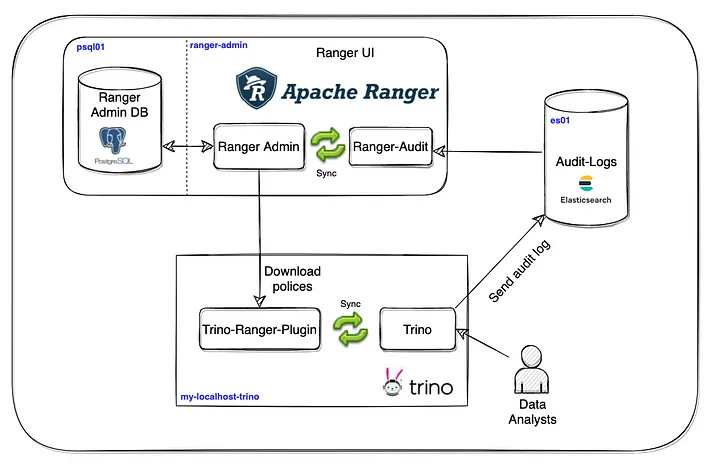 psql01
ranger-admin
Ranger UI
Ranger
Admin DB
PostgreSQL
R
Apache Ranger
Ranger Admin
Sync
Ranger-Audit
es01
Audit-Logs
Elasticsearch
Download
polices
Send audit log
Trino-Ranger-Plugin
Sync
Trino
trino
my-localhost-trino
Data
Analysts